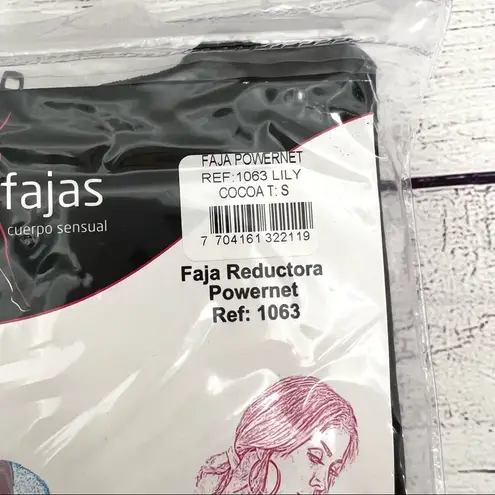 fajas
cuerpo sensual
FAJA POWERNET
REF:1063 LILY
COCOA T: S
7 704161 322119
Faja Reductora
Powernet
Ref: 1063